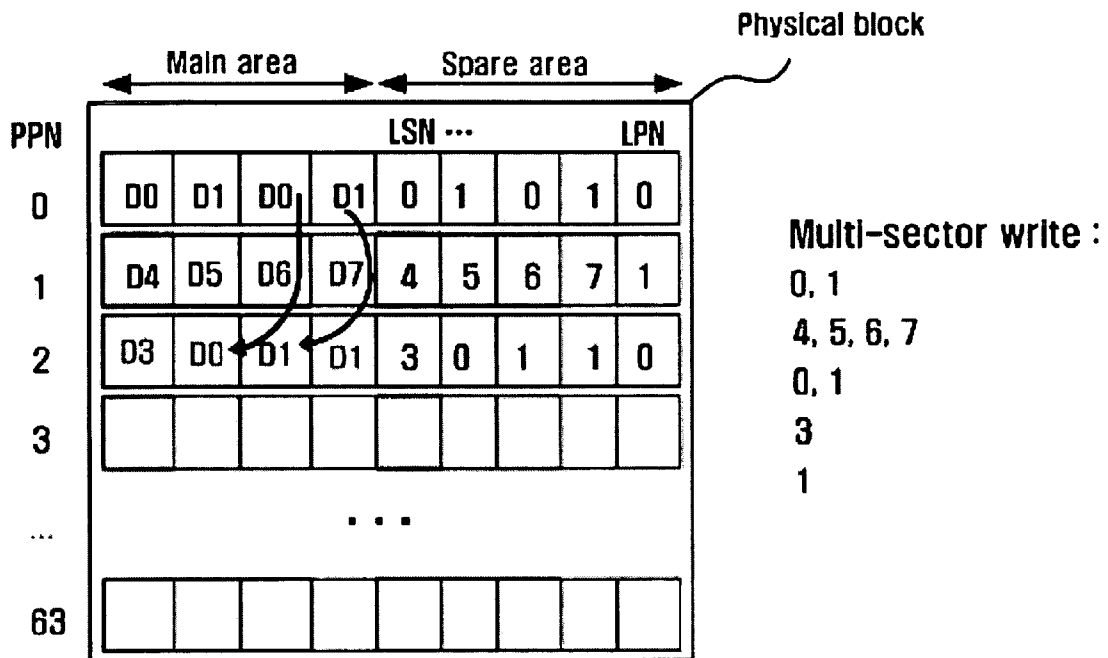 Physical block
Main area Spare area
PPN LSN ... LPN
0 D0 D1 D0 D1 0 1 0 1 0
1 D4 D5 D6 D7 4 5 6 7 1
2 D3 D0 D1 D1 3 0 1 1 0
3
...
...
63
Multi-sector write :
0, 1
4, 5, 6, 7
0, 1
3
1